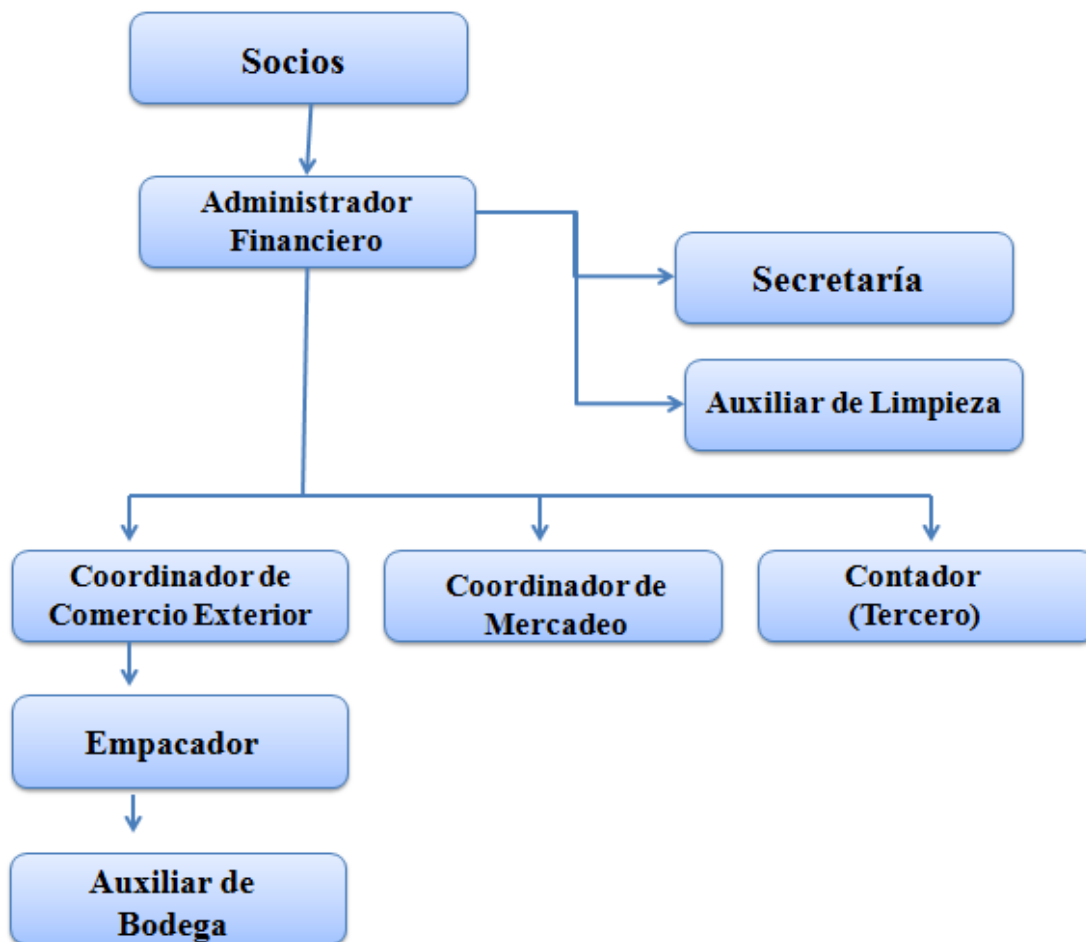 Socios
Administrador
Financiero
Secretaría
Auxiliar de Limpieza
Coordinador de
Comercio Exterior
Coordinador de
Mercadeo
Contador
(Tercero)
Empacador
Auxiliar de
Bodega